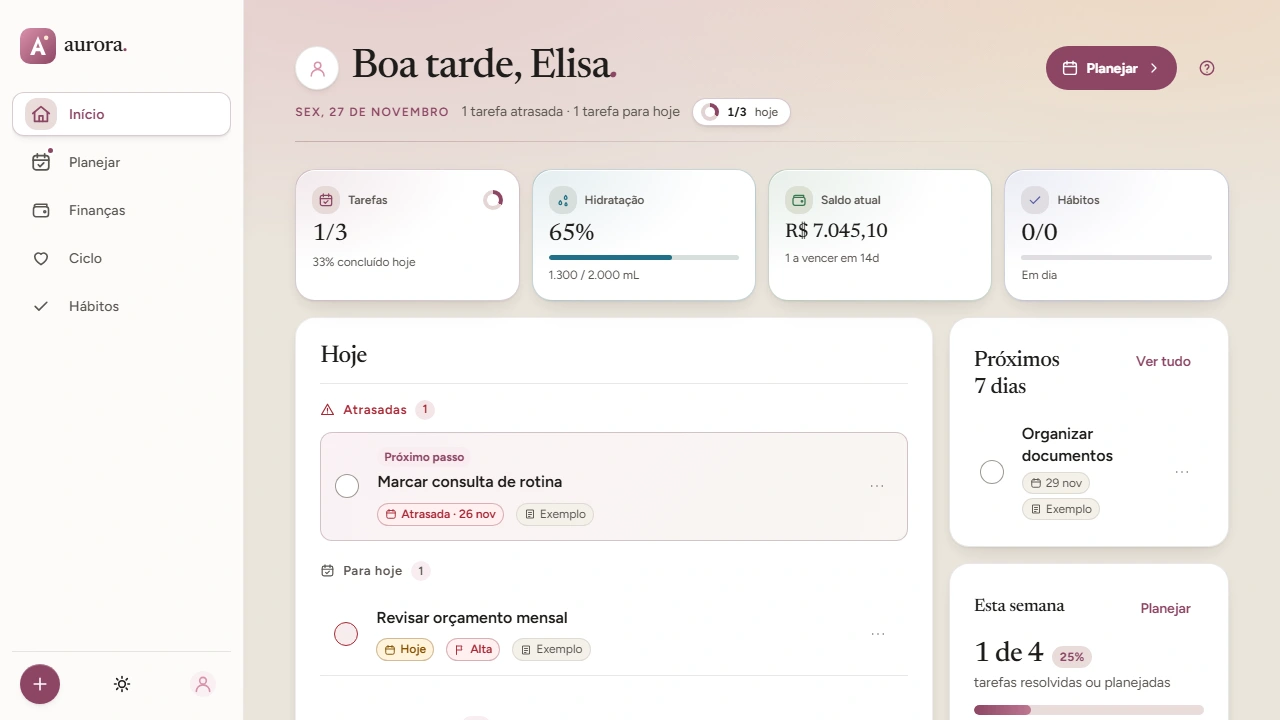 aurora.
Início
Planejar
Finanças
Ciclo
Hábitos
Boa tarde, Elisa.
SEX, 27 DE NOVEMBRO 1 tarefa atrasada · 1 tarefa para hoje 1/3 hoje
Planejar
Tarefas
1/3
33% concluído hoje
Hidratação
65%
1.300 / 2.000 mL
Saldo atual
R$ 7.045,10
1 a vencer em 14d
Hábitos
0/0
Em dia
Hoje
Atrasadas 1
Próximo passo
Marcar consulta de rotina
Atrasada · 26 nov Exemplo
Para hoje 1
Revisar orçamento mensal
Hoje Alta Exemplo
Próximos
7 dias
Ver tudo
Organizar
documentos
29 nov
Exemplo
Esta semana
Planejar
1 de 4 25%
tarefas resolvidas ou planejadas